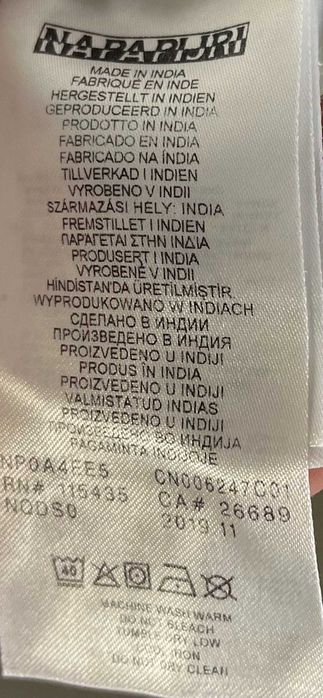 NAPAPIJRI
MADE IN INDIA
FABRIQUÉ EN INDE
HERGESTELLT IN INDIEN
GEPRODUCEERD IN INDIA
PRODOTTO IN INDIA
FABRICADO EN INDIA
FABRICADO NA ÍNDIA
TILLVERKAD I INDIEN
VYROBENO V INDII
SZÁRMAZÁSI HELY: INDIA
FREMSTILLET I INDIEN
ΠΑΡΑΓΕΤΑΙ ΣΤΗΝ ΙΝΔΙΑ
PRODUSERT I INDIA
VYROBENÉ V INDII
HİNDİSTAN'DA ÜRETİLMİŞTİR.
WYPRODUKOWANO W INDIACH
СДЕЛАНО В ИНДИИ
ПРОИЗВЕДЕНО В ИНДИЯ
PROIZVEDENO U INDIJI
PRODUS ÎN INDIA
PROIZVEDENO U INDIJI
VALMISTATUD INDIAS
PROIZVEDENO U INDIJI
ПРОИЗВЕДЕНО ВО ИНДИЈА
PAGAMINTA INDIJOJE
NP0A4EE5 CN006247C01
RN# 115435 CA# 26689
NQDS0 2019 11
40
MACHINE WASH WARM
DO NOT BLEACH
TUMBLE DRY LOW
COOL IRON
DO NOT DRY CLEAN